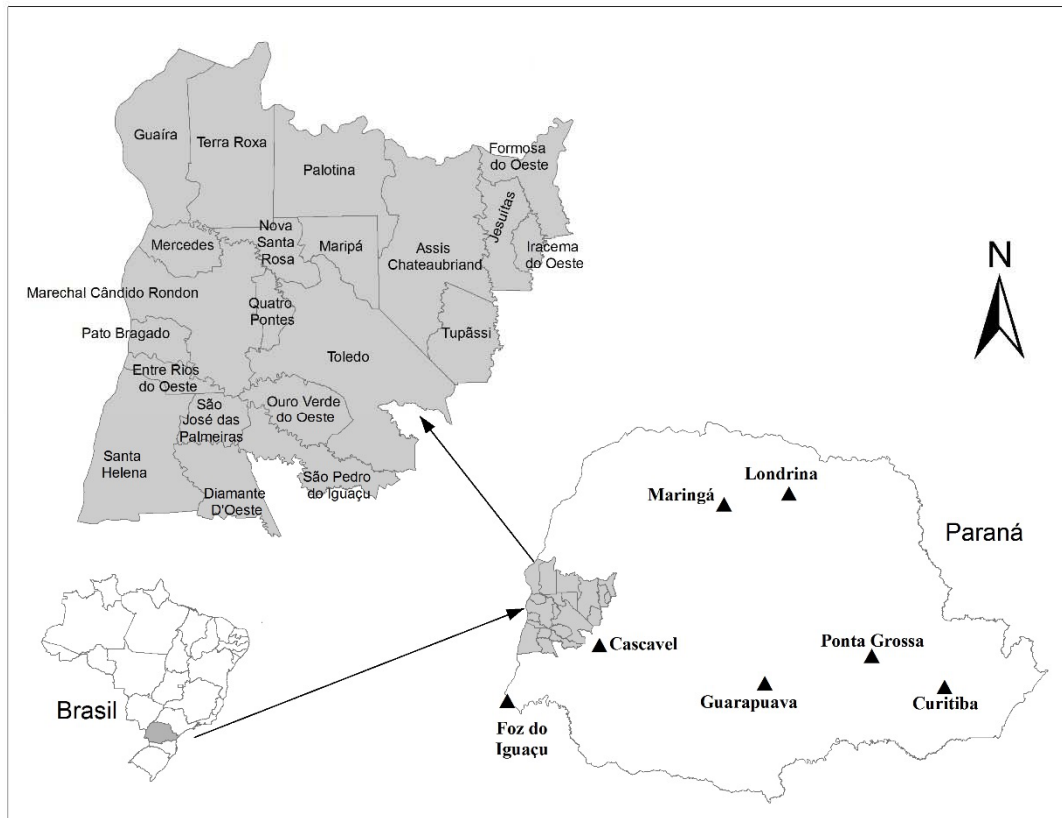 Guaíra
Terra Roxa
Palotina
Formosa
do Oeste
Jesuítas
Iracema
do Oeste
Mercedes
Nova
Santa
Rosa
Maripá
Assis
Chateaubriand
Marechal Cândido Rondon
Quatro
Pontes
Pato Bragado
Toledo
Tupãssi
Entre Rios
do Oeste
São
José das
Palmeiras
Ouro Verde
do Oeste
Santa
Helena
Diamante
D'Oeste
São Pedro
do Iguaçu
N
Londrina
Maringá
Paraná
Cascavel
Ponta Grossa
Guarapuava
Curitiba
Foz do
Iguaçu
Brasil